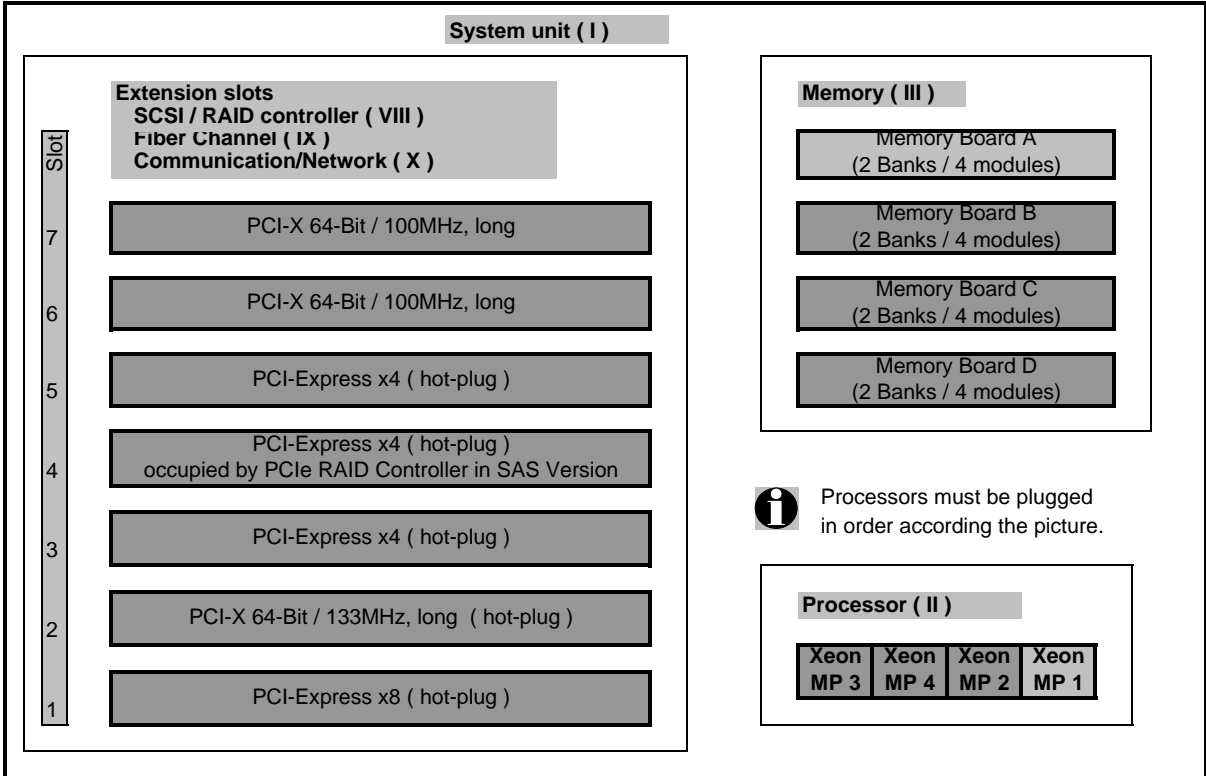 System unit ( I )
Extension slots
SCSI / RAID controller ( VIII )
Fiber Channel ( IX )
Communication/Network ( X )
Slot
7
PCI-X 64-Bit / 100MHz, long
6
PCI-X 64-Bit / 100MHz, long
5
PCI-Express x4 ( hot-plug )
4
PCI-Express x4 ( hot-plug )
occupied by PCIe RAID Controller in SAS Version
3
PCI-Express x4 ( hot-plug )
2
PCI-X 64-Bit / 133MHz, long ( hot-plug )
1
PCI-Express x8 ( hot-plug )
Memory ( III )
Memory Board A
(2 Banks / 4 modules)
Memory Board B
(2 Banks / 4 modules)
Memory Board C
(2 Banks / 4 modules)
Memory Board D
(2 Banks / 4 modules)
Processors must be plugged
in order according the picture.
Processor ( II )
Xeon MP 3
Xeon MP 4
Xeon MP 2
Xeon MP 1